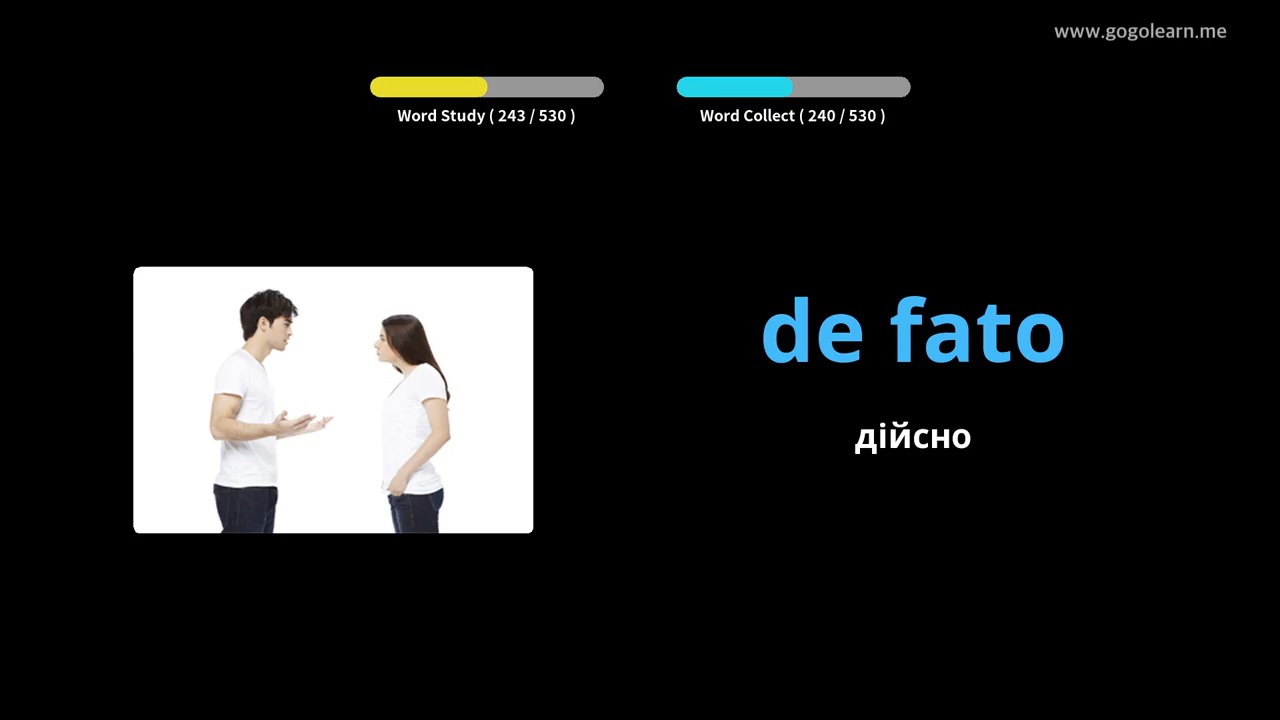 www.gogolearn.me
Word Study ( 243 / 530 )
Word Collect ( 240 / 530 )
de fato
дійсно